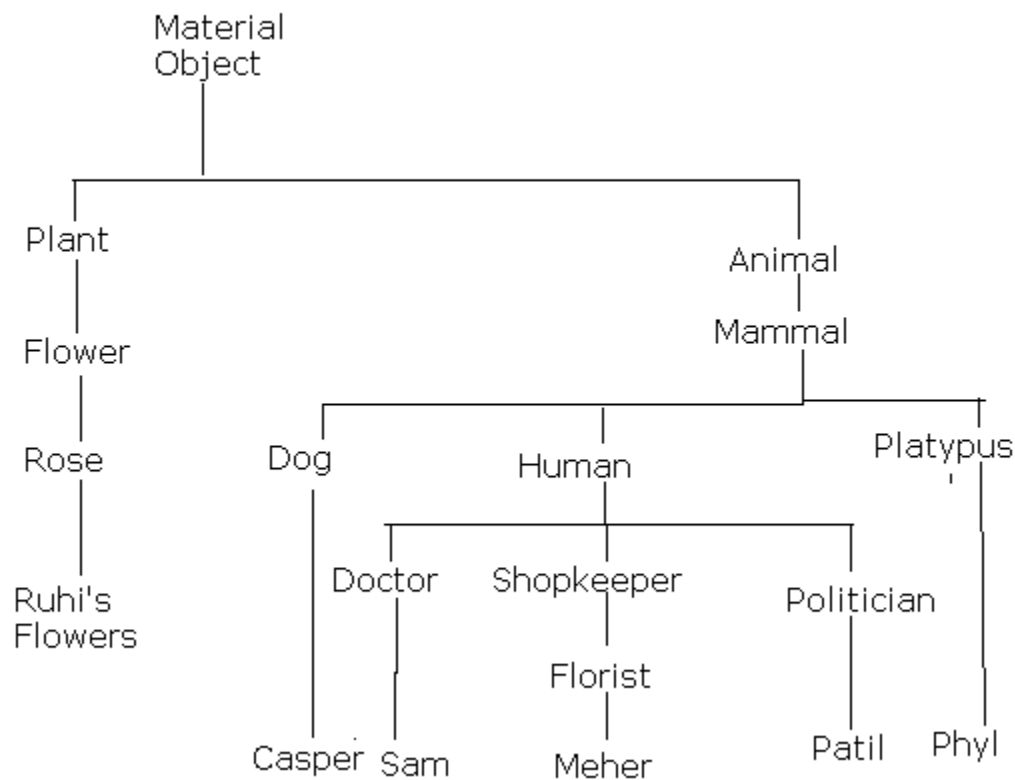 Material
Object
Plant
Animal
Flower
Mammal
Rose
Dog
Human
Platypus
Doctor
Shopkeeper
Politician
Ruhi's
Flowers
Florist
Casper
Sam
Meher
Patil
Phyl